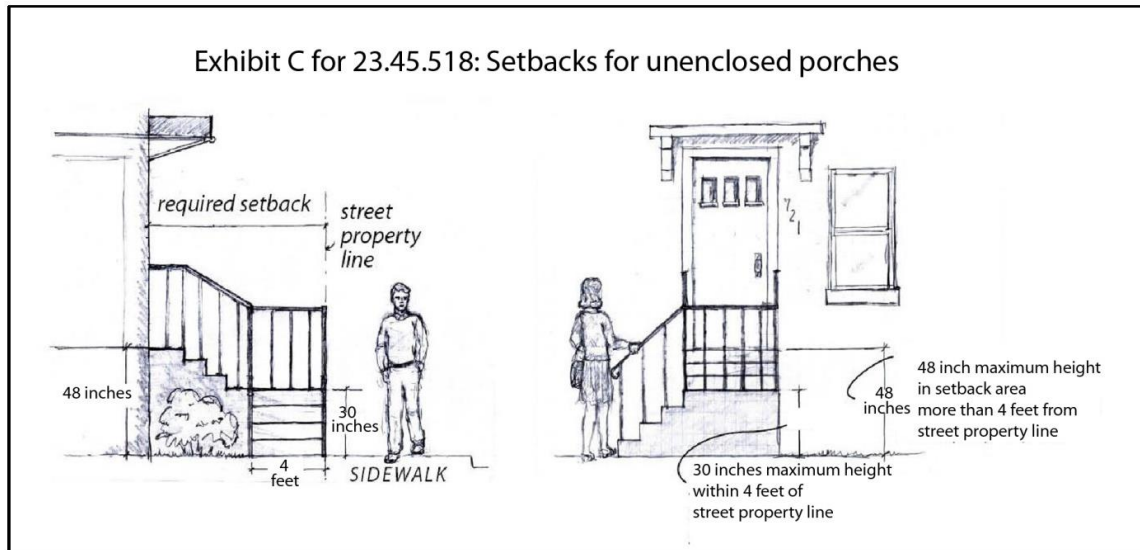 Exhibit C for 23.45.518: Setbacks for unenclosed porches
required setback
street
property
line
48 inches
30
inches
4
feet
SIDEWALK
721
48
inches
48 inch maximum height
in setback area
more than 4 feet from
street property line
30 inches maximum height
within 4 feet of
street property line